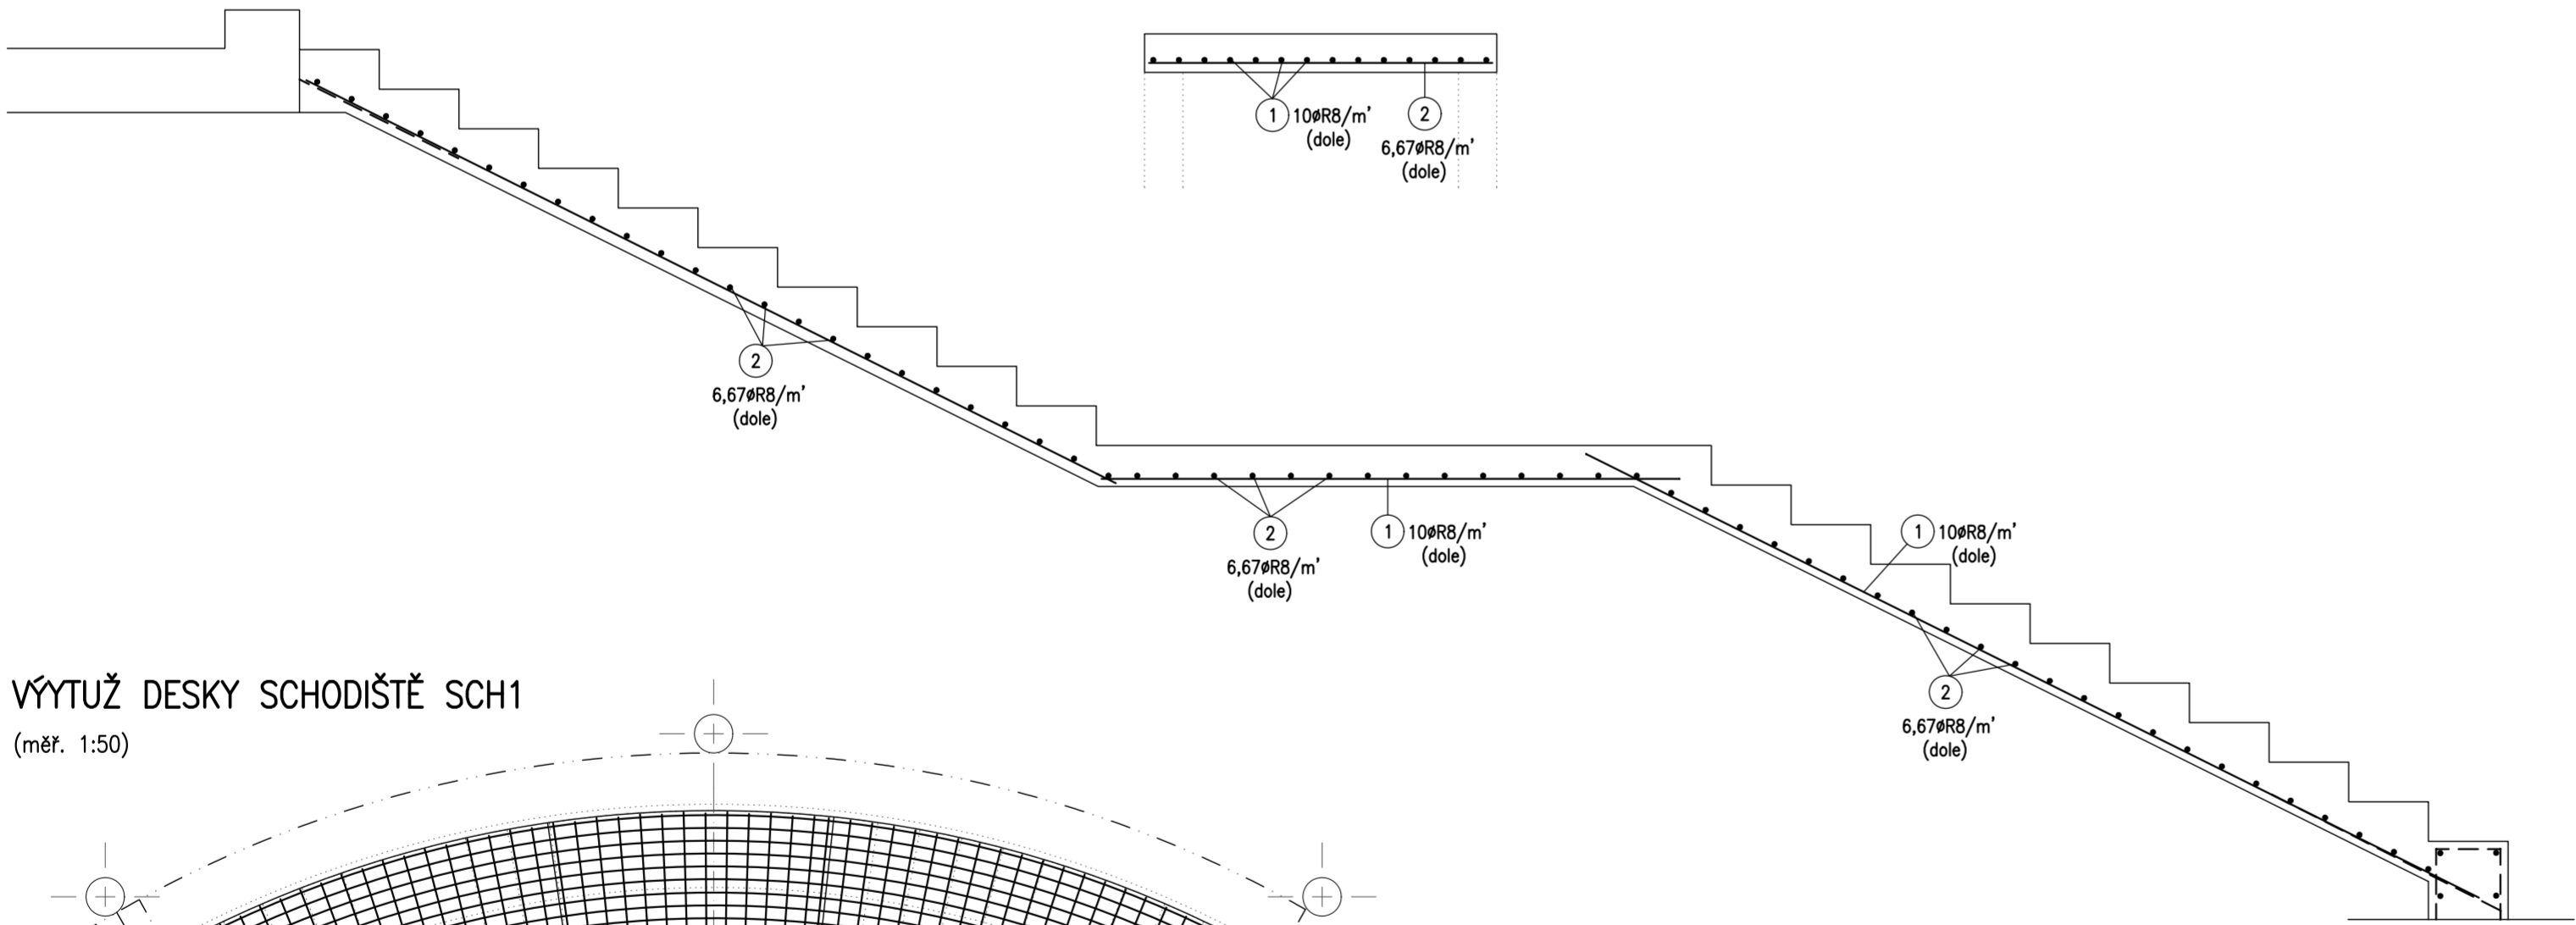 1 10øR8/m'
(dole)
2
6,67øR8/m'
(dole)
2
6,67øR8/m'
(dole)
2
6,67øR8/m'
(dole)
1 10øR8/m'
(dole)
1 10øR8/m'
(dole)
2
6,67øR8/m'
(dole)
VÝYTUŽ DESKY SCHODIŠTĚ SCH1
(měř. 1:50)